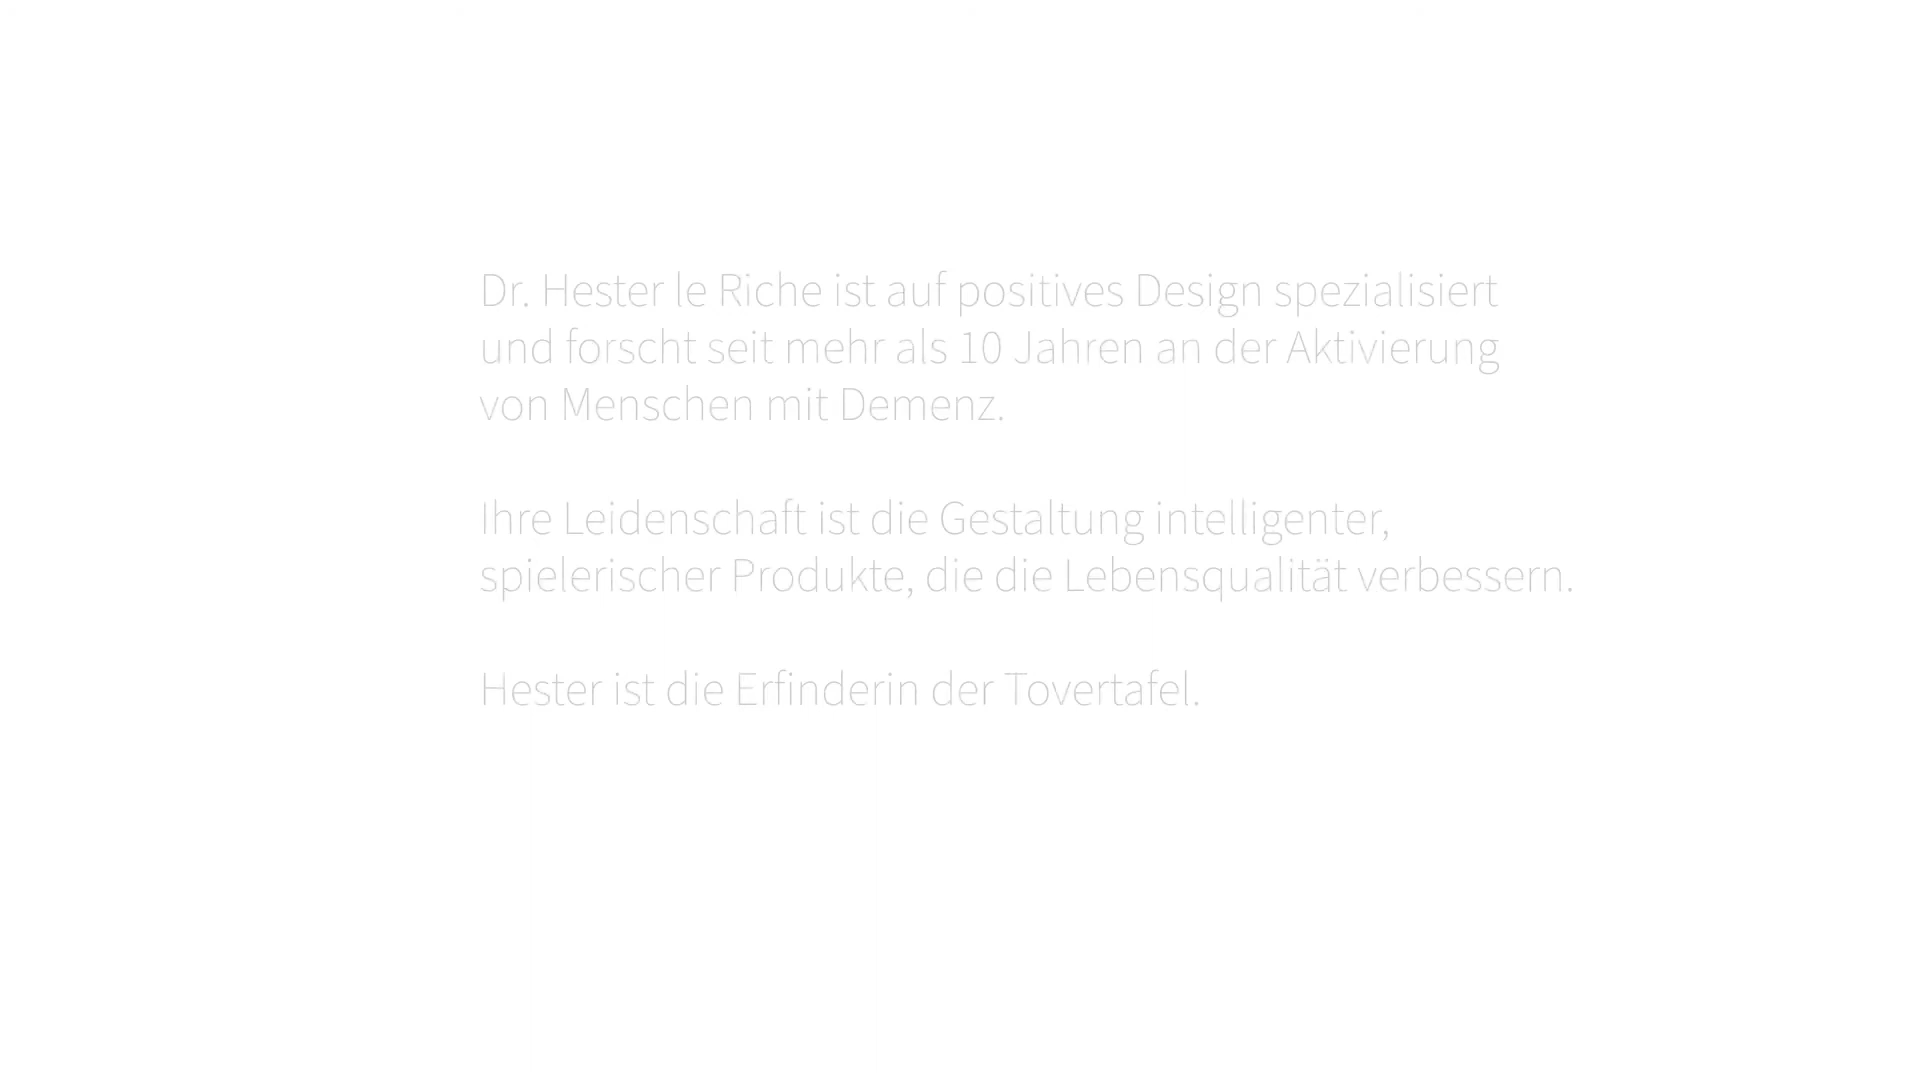 Dr. Hester le Riche ist auf positives Design spezialisiert
und forscht seit mehr als 10 Jahren an der Aktivierung
von Menschen mit Demenz.
Ihre Leidenschaft ist die Gestaltung intelligenter,
spielerischer Produkte, die die Lebensqualität verbessern.
Hester ist die Erfinderin der Tovertafel.